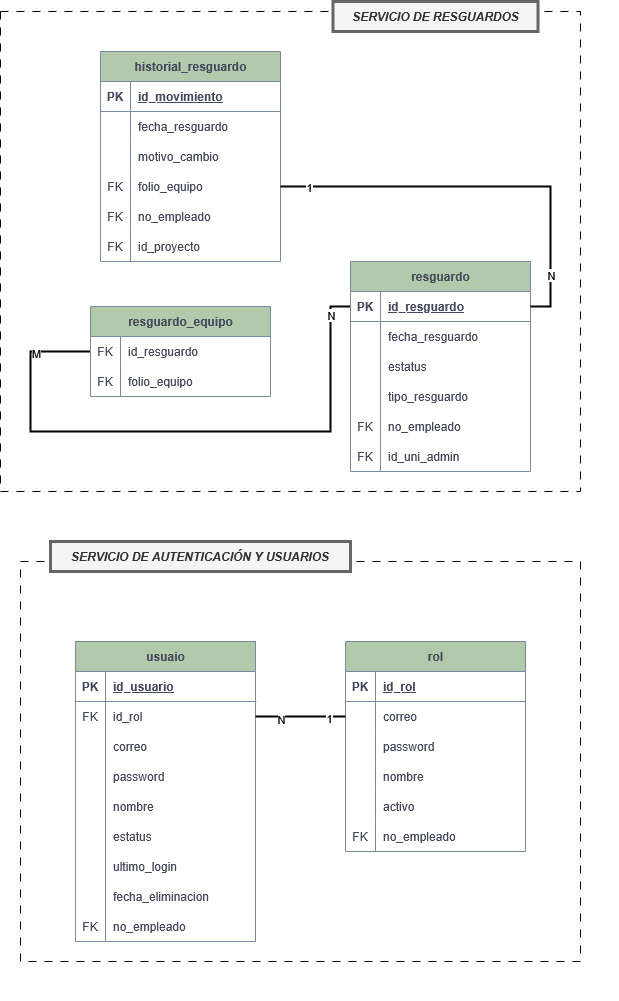 SERVICIO DE RESGUARDOS
historial_resguardo
PK id_movimiento
fecha_resguardo
motivo_cambio
FK folio_equipo
1
FK no_empleado
FK id_proyecto
N
resguardo
PK id_resguardo
N
fecha_resguardo
estatus
tipo_resguardo
FK no_empleado
FK id_uni_admin
resguardo_equipo
M
FK id_resguardo
FK folio_equipo
SERVICIO DE AUTENTICACIÓN Y USUARIOS
usuaio
PK id_usuario
FK id_rol
correo
password
nombre
estatus
ultimo_login
fecha_eliminacion
FK no_empleado
N
1
rol
PK id_rol
correo
password
nombre
activo
FK no_empleado